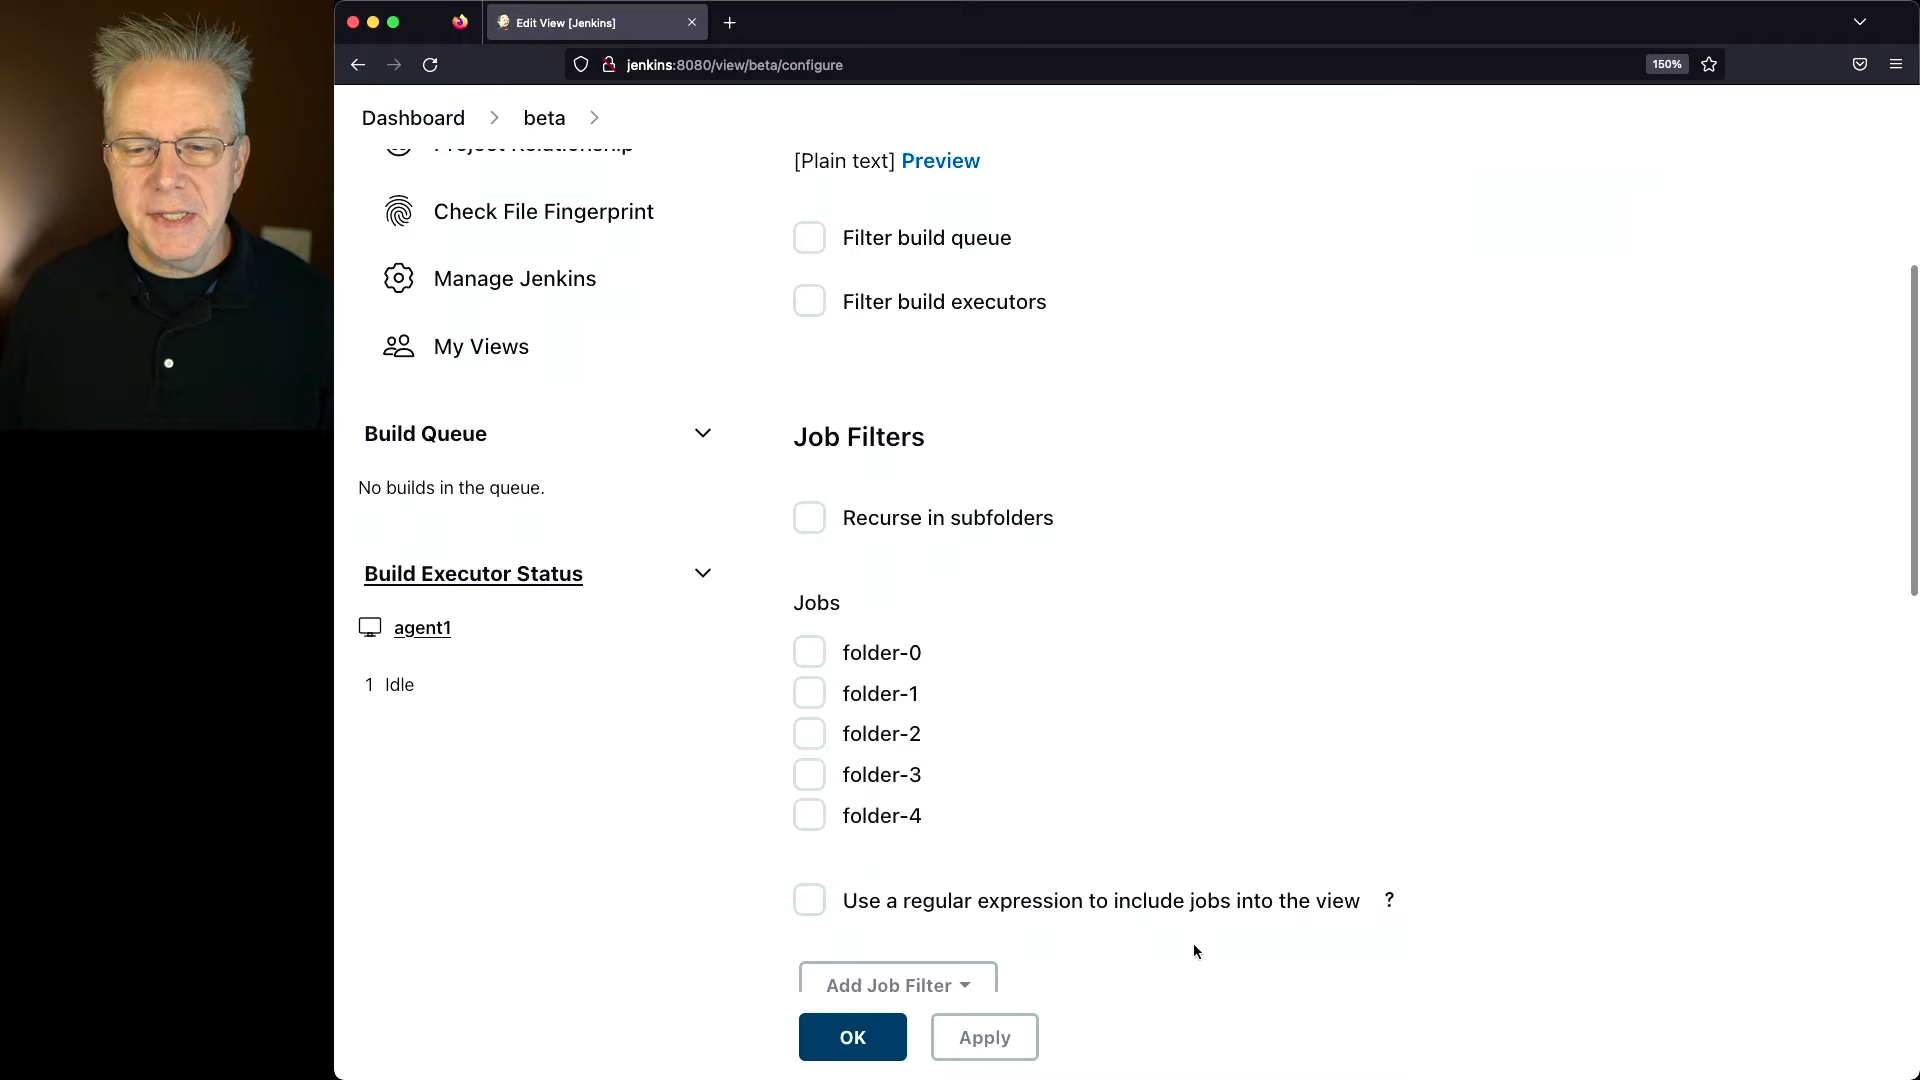 Edit View [Jenkins]
jenkins:8080/view/beta/configure
150%
Dashboard
beta
Project Relationship
Check File Fingerprint
Manage Jenkins
My Views
Build Queue
No builds in the queue.
Build Executor Status
agent1
1 Idle
[Plain text] Preview
Filter build queue
Filter build executors
Job Filters
Recurse in subfolders
Jobs
folder-0
folder-1
folder-2
folder-3
folder-4
Use a regular expression to include jobs into the view ?
Add Job Filter
OK
Apply